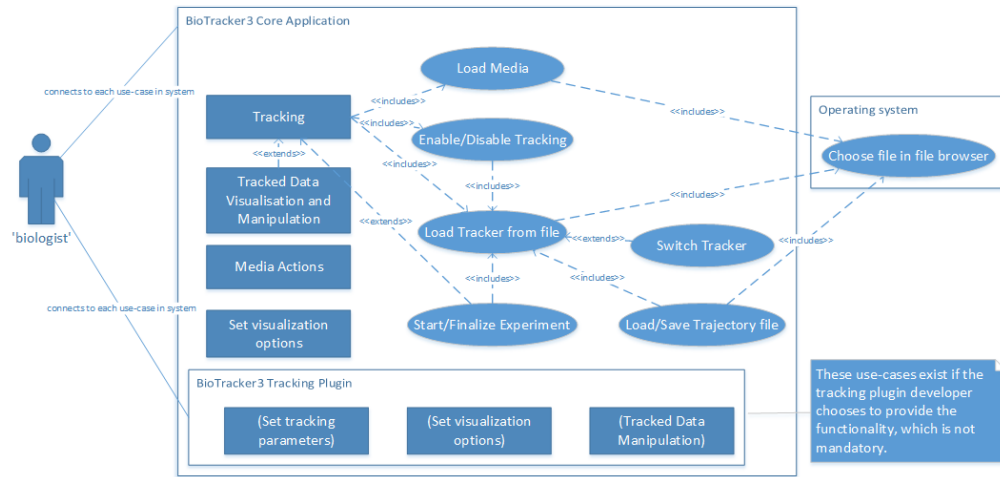 BioTracker3 Core Application
Load Media
connects to each use-case in system
<<includes>>
<<includes>>
Operating system
Tracking
<<includes>>
Enable/Disable Tracking
Choose file in file browser
<<extends>>
<<includes>>
Tracked Data
Visualisation and
Manipulation
<<includes>>
<<includes>>
'biologist'
<<extends>>
Load Tracker from file
<<extends>>
Switch Tracker
<<includes>>
Media Actions
<<includes>>
<<includes>>
connects to each use-case in system
Set visualization
options
Start/Finalize Experiment
Load/Save Trajectory file
BioTracker3 Tracking Plugin
(Set tracking
parameters)
(Set visualization
options)
(Tracked Data
Manipulation)
These use-cases exist if the
tracking plugin developer
chooses to provide the
functionality, which is not
mandatory.